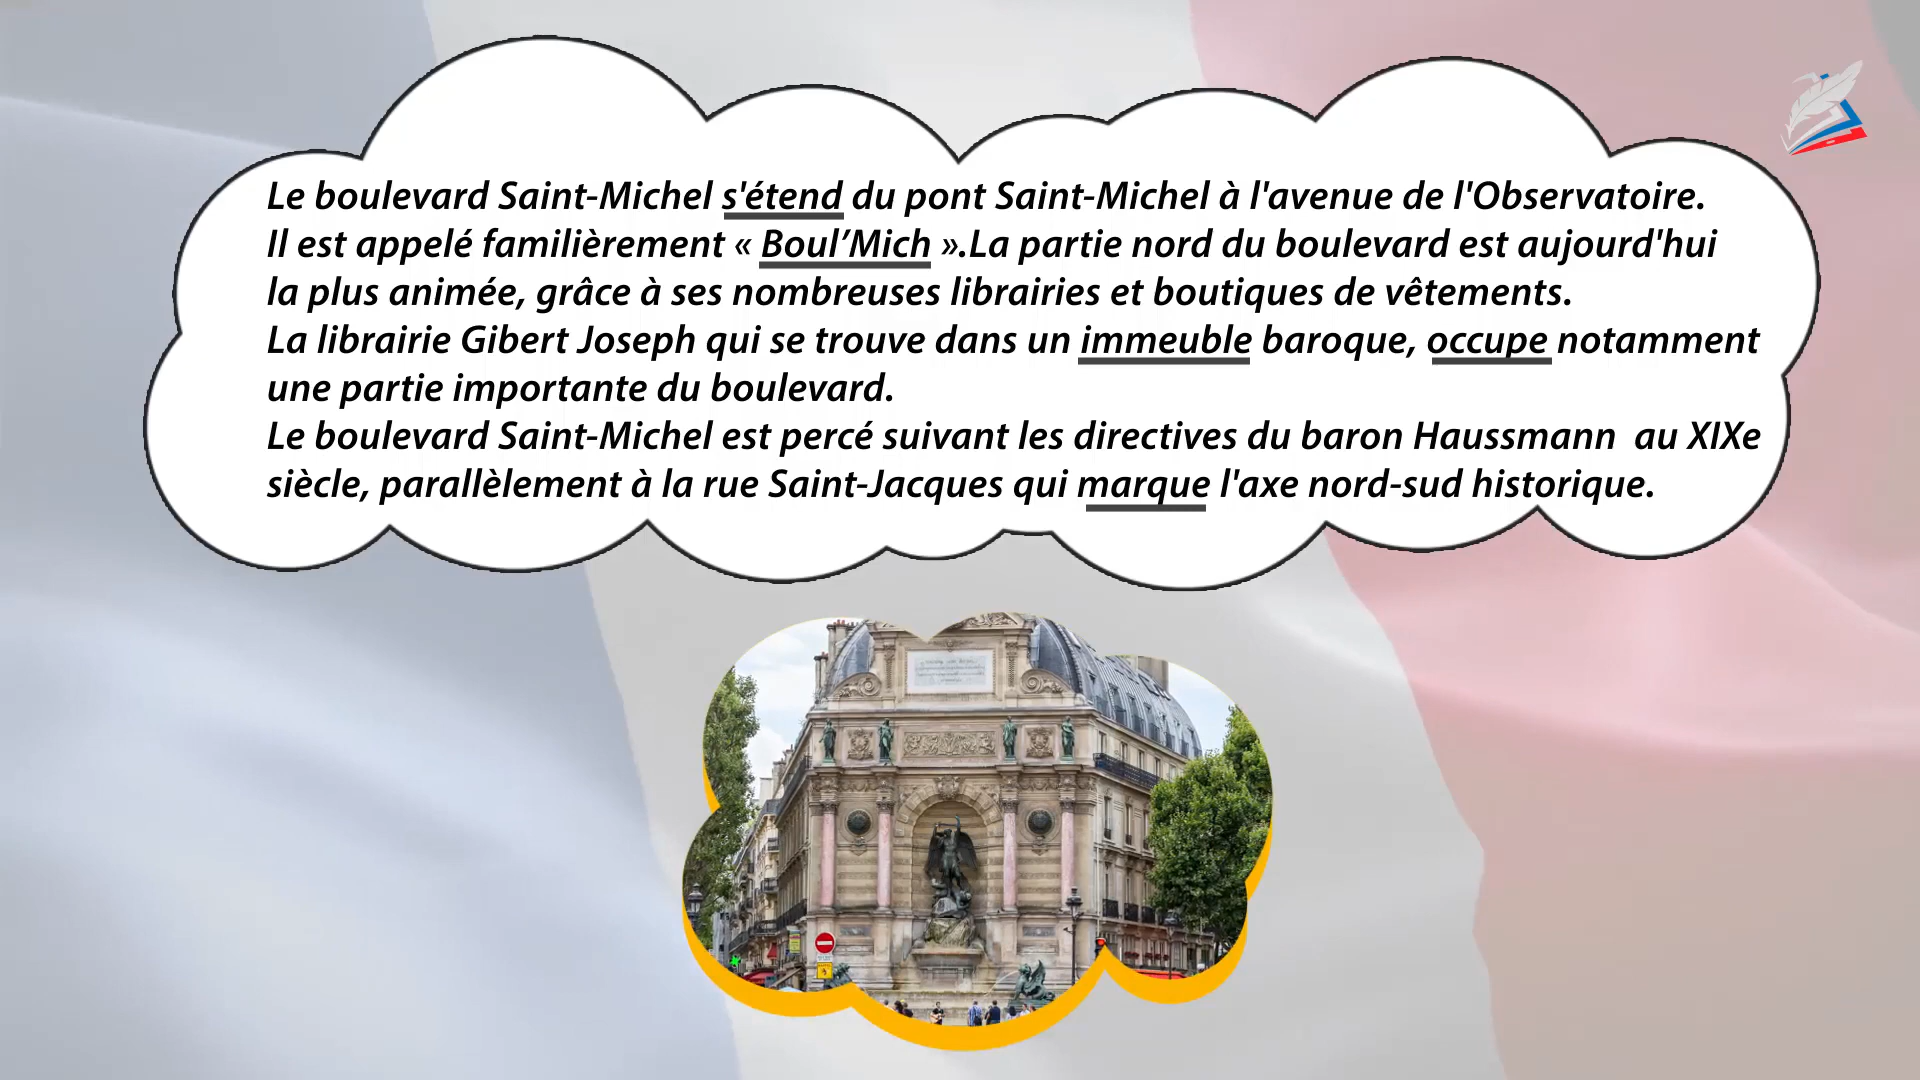 Le boulevard Saint-Michel s'étend du pont Saint-Michel à l'avenue de l'Observatoire.
Il est appelé familièrement « Boul’Mich ».La partie nord du boulevard est aujourd'hui
la plus animée, grâce à ses nombreuses librairies et boutiques de vêtements.
La librairie Gibert Joseph qui se trouve dans un immeuble baroque, occupe notamment
une partie importante du boulevard.
Le boulevard Saint-Michel est percé suivant les directives du baron Haussmann  au XIXe
siècle, parallèlement à la rue Saint-Jacques qui marque l'axe nord-sud historique.